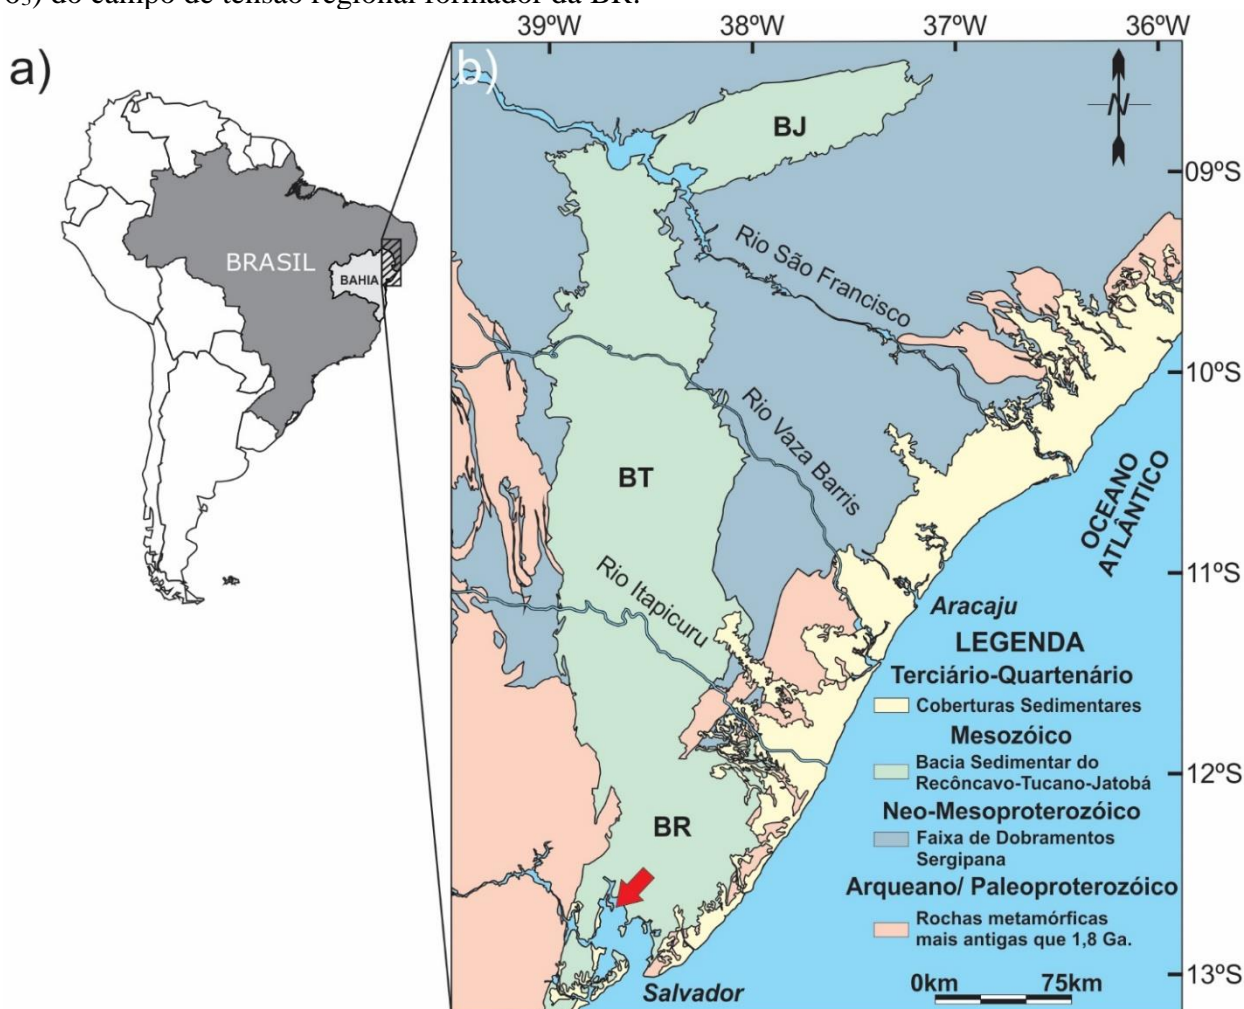 σ₃) do campo de tensão regional formador da BR.
39ºW 38ºW 37ºW 36ºW
a)
b)
N
BJ
09ºS
Rio São Francisco
BRASIL
BAHIA
10ºS
Rio Vaza Barris
BT
OCEANO
ATLÂNTICO
Rio Itapicuru
11ºS
Aracaju
LEGENDA
Terciário-Quartenário
Coberturas Sedimentares
Mesozóico
Bacia Sedimentar do
Recôncavo-Tucano-Jatobá
12ºS
Neo-Mesoproterozóico
Faixa de Dobramentos
Sergipana
BR
Arqueano/ Paleoproterozóico
Rochas metamórficas
mais antigas que 1,8 Ga.
0km 75km
13ºS
Salvador